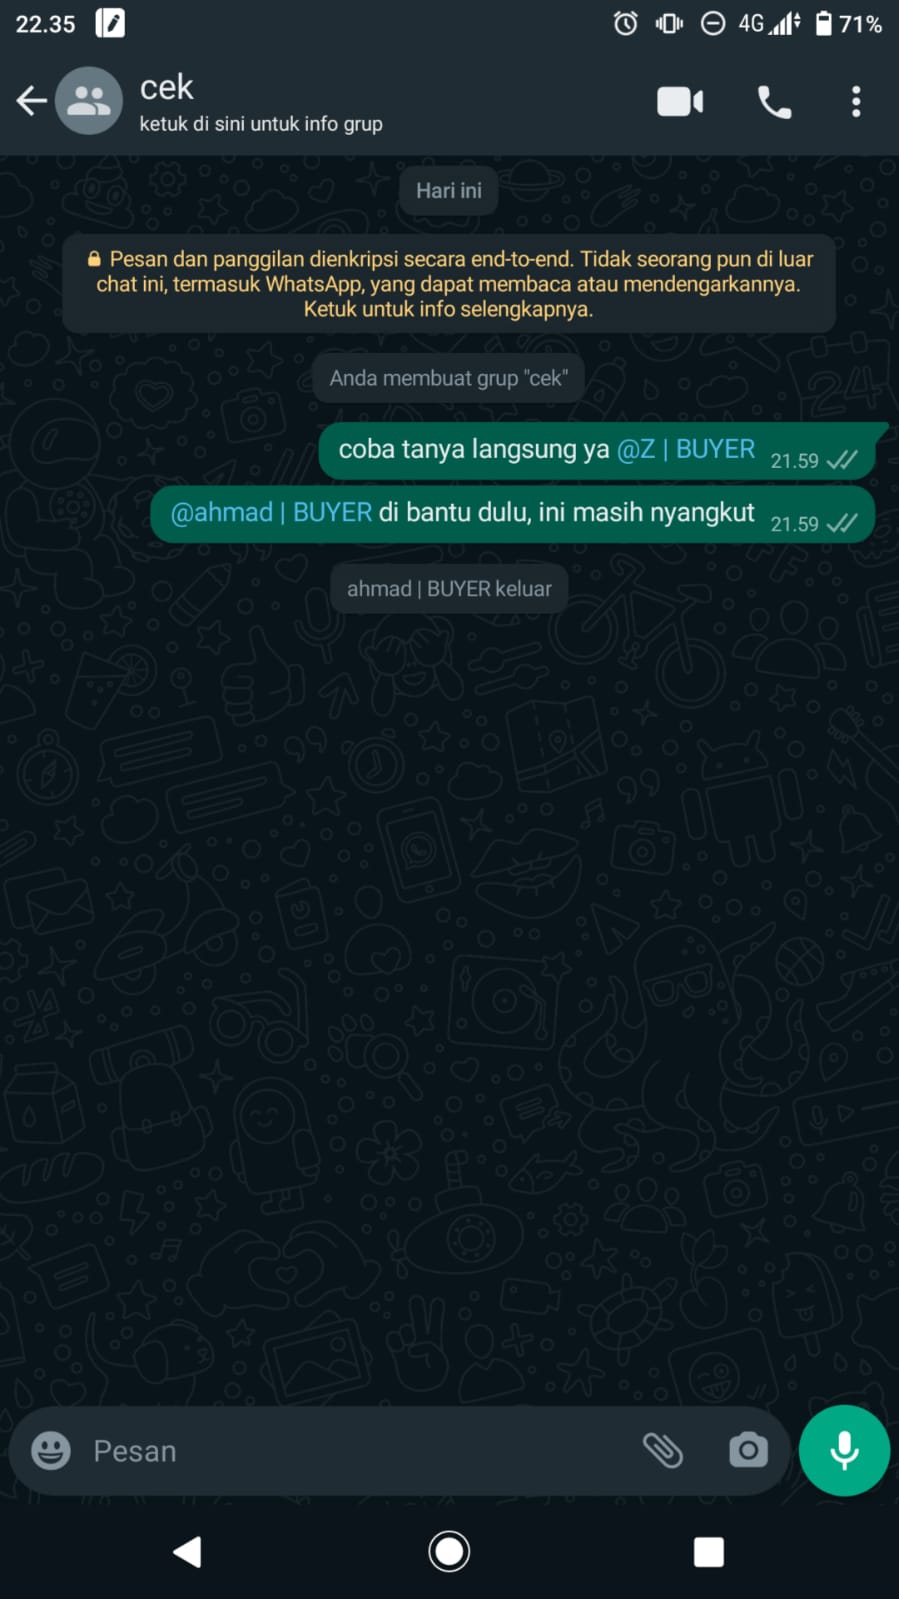 22.35
4G
71%
cek
ketuk di sini untuk info grup
Hari ini
Pesan dan panggilan dienkripsi secara end-to-end. Tidak seorang pun di luar
chat ini, termasuk WhatsApp, yang dapat membaca atau mendengarkannya.
Ketuk untuk info selengkapnya.
Anda membuat grup "cek"
coba tanya langsung ya @Z | BUYER 21.59
@ahmad | BUYER di bantu dulu, ini masih nyangkut 21.59
ahmad | BUYER keluar
Pesan